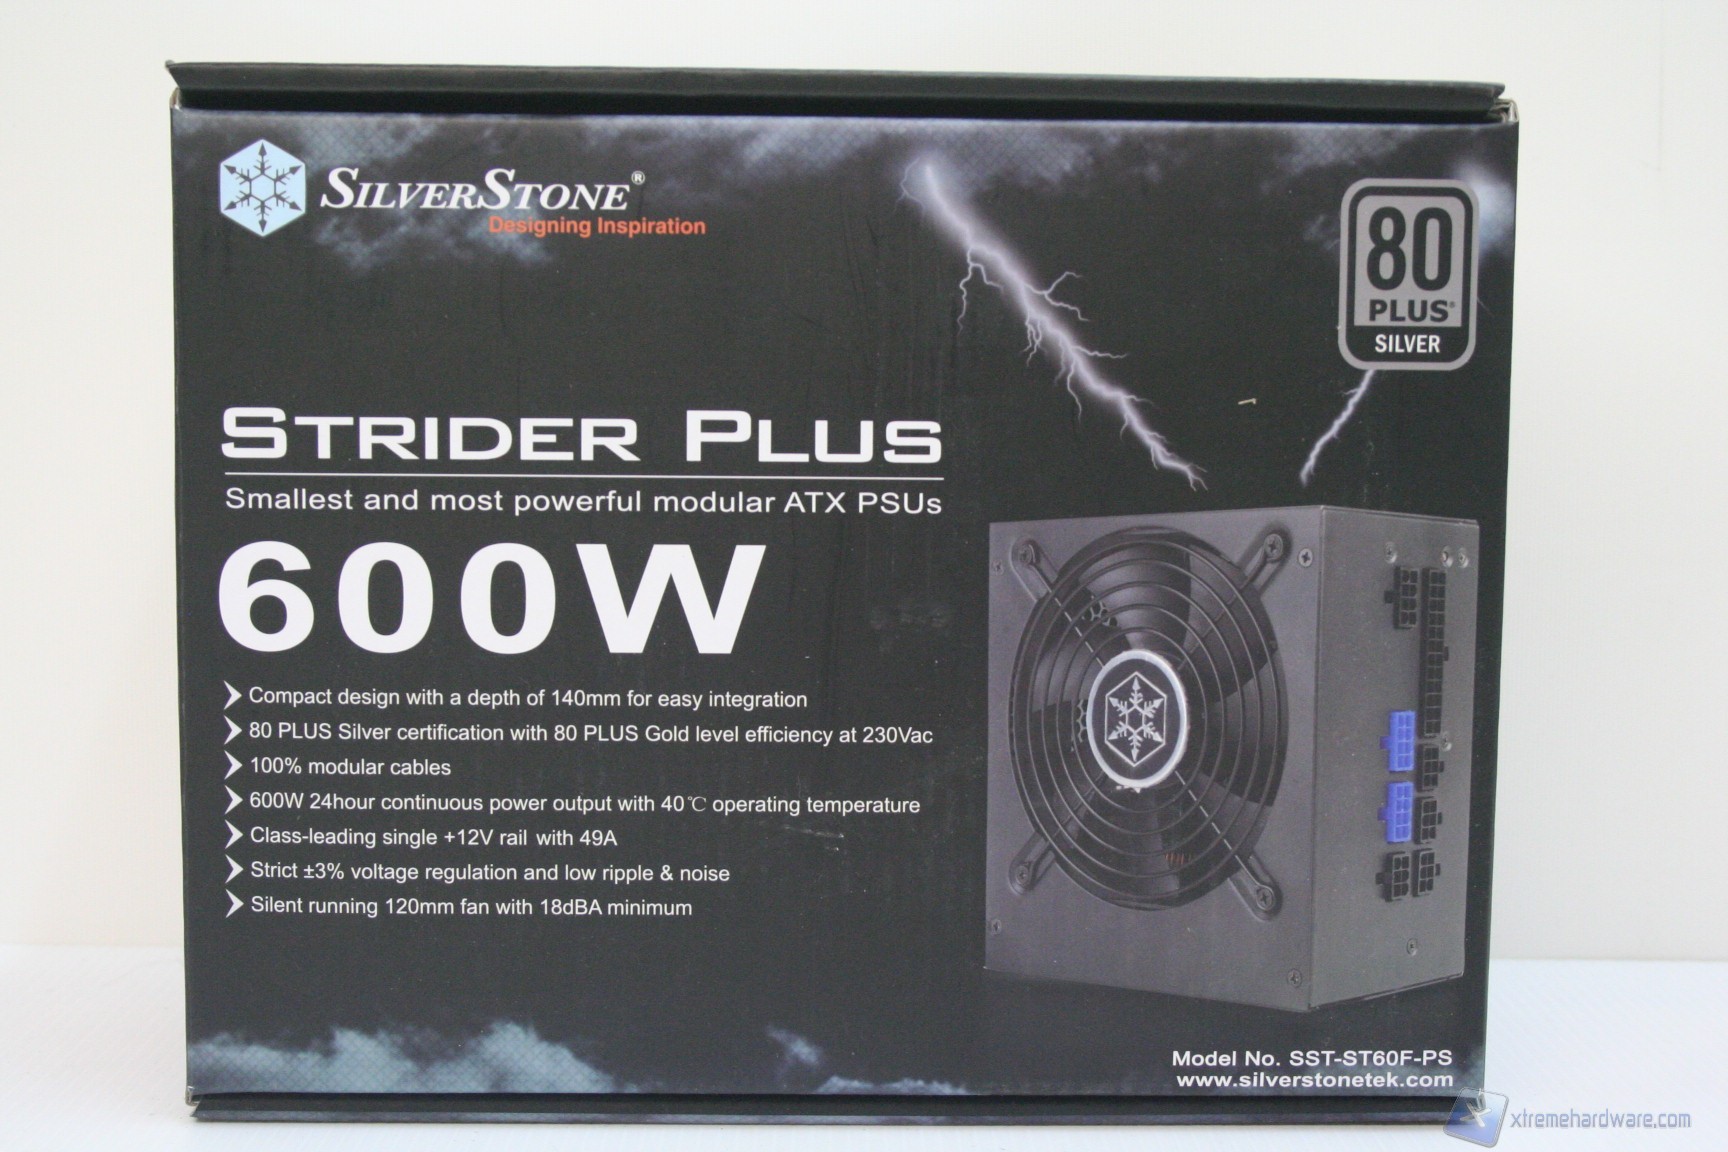 SILVERSTONE®
Designing Inspiration
80
PLUS®
SILVER
STRIDER PLUS
Smallest and most powerful modular ATX PSUs
600W
Compact design with a depth of 140mm for easy integration
80 PLUS Silver certification with 80 PLUS Gold level efficiency at 230Vac
100% modular cables
600W 24hour continuous power output with 40℃ operating temperature
Class-leading single +12V rail with 49A
Strict ±3% voltage regulation and low ripple & noise
Silent running 120mm fan with 18dBA minimum
Model No. SST-ST60F-PS
www.silverstonetek.com
xtremehardware.com